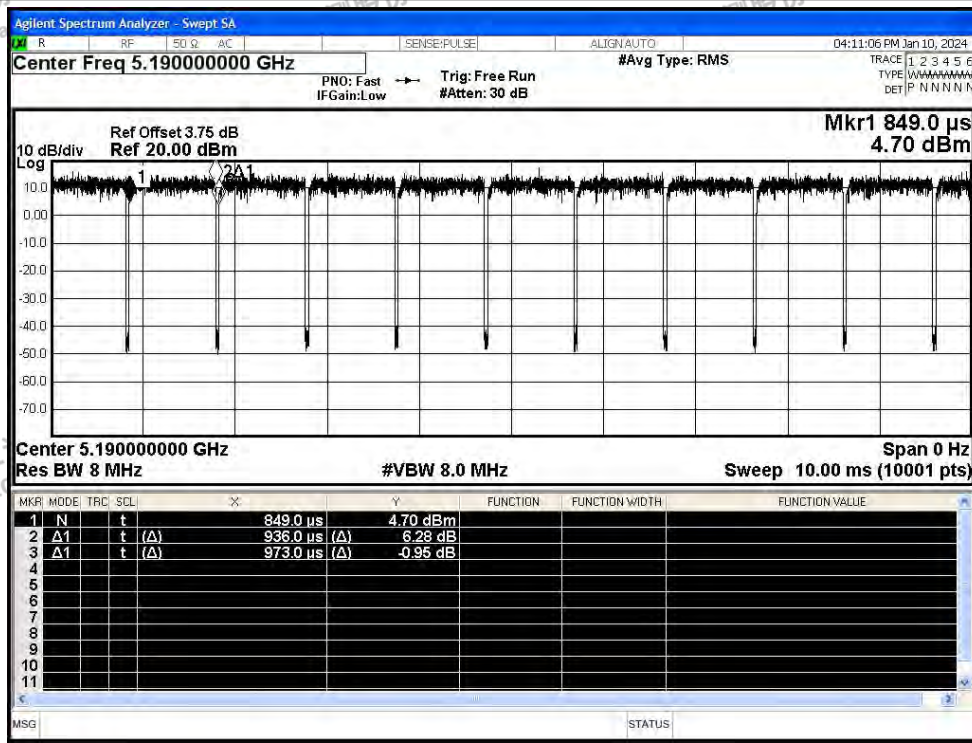 Agilent Spectrum Analyzer - Swept SA
R RF 50 Ω AC SENSE:PULSE ALIGN AUTO 04:11:06 PM Jan 10, 2024
Center Freq 5.190000000 GHz #Avg Type: RMS TRACE 1 2 3 4 5 6
PNO: Fast Trig: Free Run TYPE WWWWWW
IFGain:Low #Atten: 30 dB DET P N N N N N
Mkr1 849.0 µs
Ref Offset 3.75 dB
10 dB/div Ref 20.00 dBm 4.70 dBm
Log
1 2Δ1
10.0
0.00
-10.0
-20.0
-30.0
-40.0
-50.0
-60.0
-70.0
Center 5.190000000 GHz Span 0 Hz
Res BW 8 MHz #VBW 8.0 MHz Sweep 10.00 ms (10001 pts)
MKR MODE TRC SCL X Y FUNCTION FUNCTION WIDTH FUNCTION VALUE
1 N t 849.0 µs 4.70 dBm
2 Δ1 t (Δ) 936.0 µs (Δ) 6.28 dB
3 Δ1 t (Δ) 973.0 µs (Δ) -0.95 dB
4
5
6
7
8
9
10
11
MSG STATUS